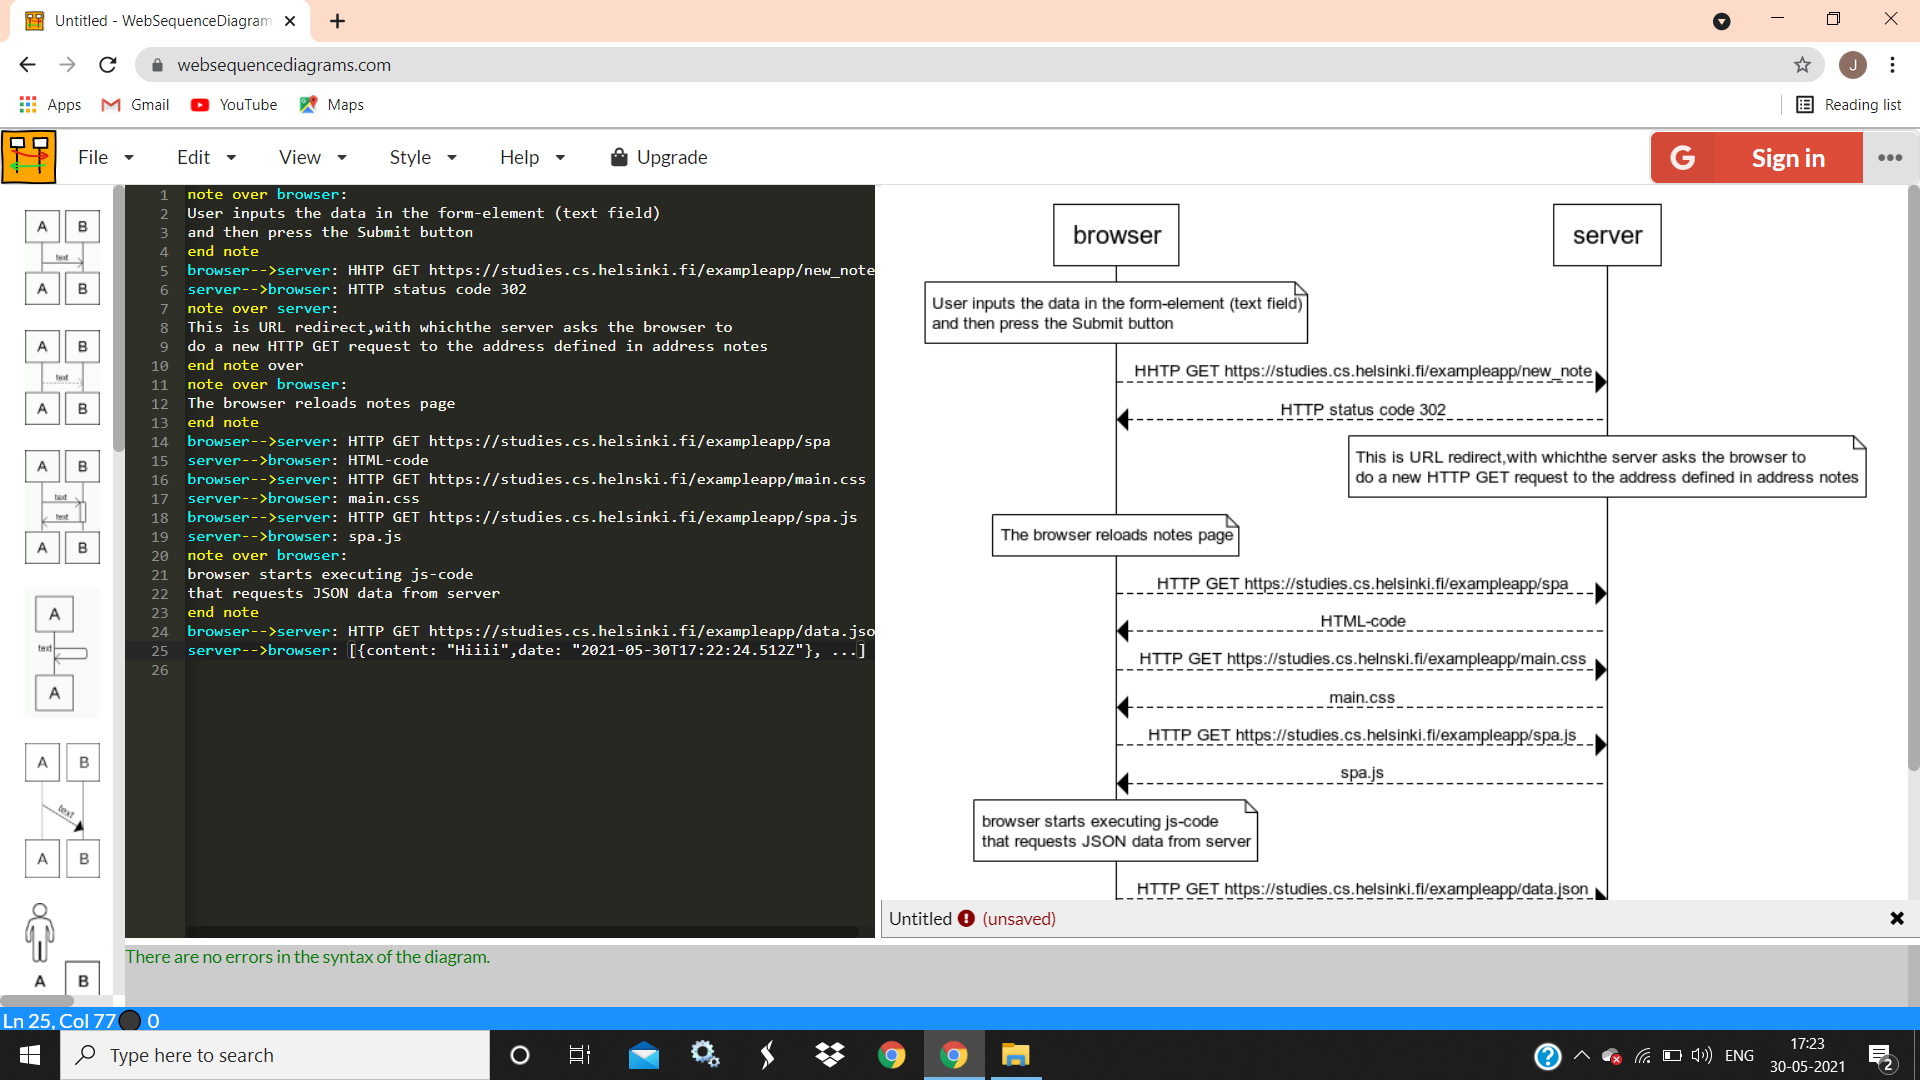 Untitled - WebSequenceDiagram
websequencediagrams.com
J
Apps
Gmail
YouTube
Maps
Reading list
File
Edit
View
Style
Help
Upgrade
G
Sign in
A B
text
A B
A B
text
A B
A B
text
text
A B
A
text
A
A B
text
A B
A B
1 note over browser:
2 User inputs the data in the form-element (text field)
3 and then press the Submit button
4 end note
5 browser-->server: HHTP GET https://studies.cs.helsinki.fi/exampleapp/new_note
6 server-->browser: HTTP status code 302
7 note over server:
8 This is URL redirect,with whichthe server asks the browser to
9 do a new HTTP GET request to the address defined in address notes
10 end note over
11 note over browser:
12 The browser reloads notes page
13 end note
14 browser-->server: HTTP GET https://studies.cs.helsinki.fi/exampleapp/spa
15 server-->browser: HTML-code
16 browser-->server: HTTP GET https://studies.cs.helnski.fi/exampleapp/main.css
17 server-->browser: main.css
18 browser-->server: HTTP GET https://studies.cs.helsinki.fi/exampleapp/spa.js
19 server-->browser: spa.js
20 note over browser:
21 browser starts executing js-code
22 that requests JSON data from server
23 end note
24 browser-->server: HTTP GET https://studies.cs.helsinki.fi/exampleapp/data.jso
25 server-->browser: [{content: "Hiiii",date: "2021-05-30T17:22:24.512Z"}, ...]
26
browser
server
User inputs the data in the form-element (text field)
and then press the Submit button
HHTP GET https://studies.cs.helsinki.fi/exampleapp/new_note
HTTP status code 302
This is URL redirect,with whichthe server asks the browser to
do a new HTTP GET request to the address defined in address notes
The browser reloads notes page
HTTP GET https://studies.cs.helsinki.fi/exampleapp/spa
HTML-code
HTTP GET https://studies.cs.helnski.fi/exampleapp/main.css
main.css
HTTP GET https://studies.cs.helsinki.fi/exampleapp/spa.js
spa.js
browser starts executing js-code
that requests JSON data from server
HTTP GET https://studies.cs.helsinki.fi/exampleapp/data.json
Untitled (unsaved)
There are no errors in the syntax of the diagram.
Ln 25, Col 77 0
Type here to search
ENG
17:23
30-05-2021
2